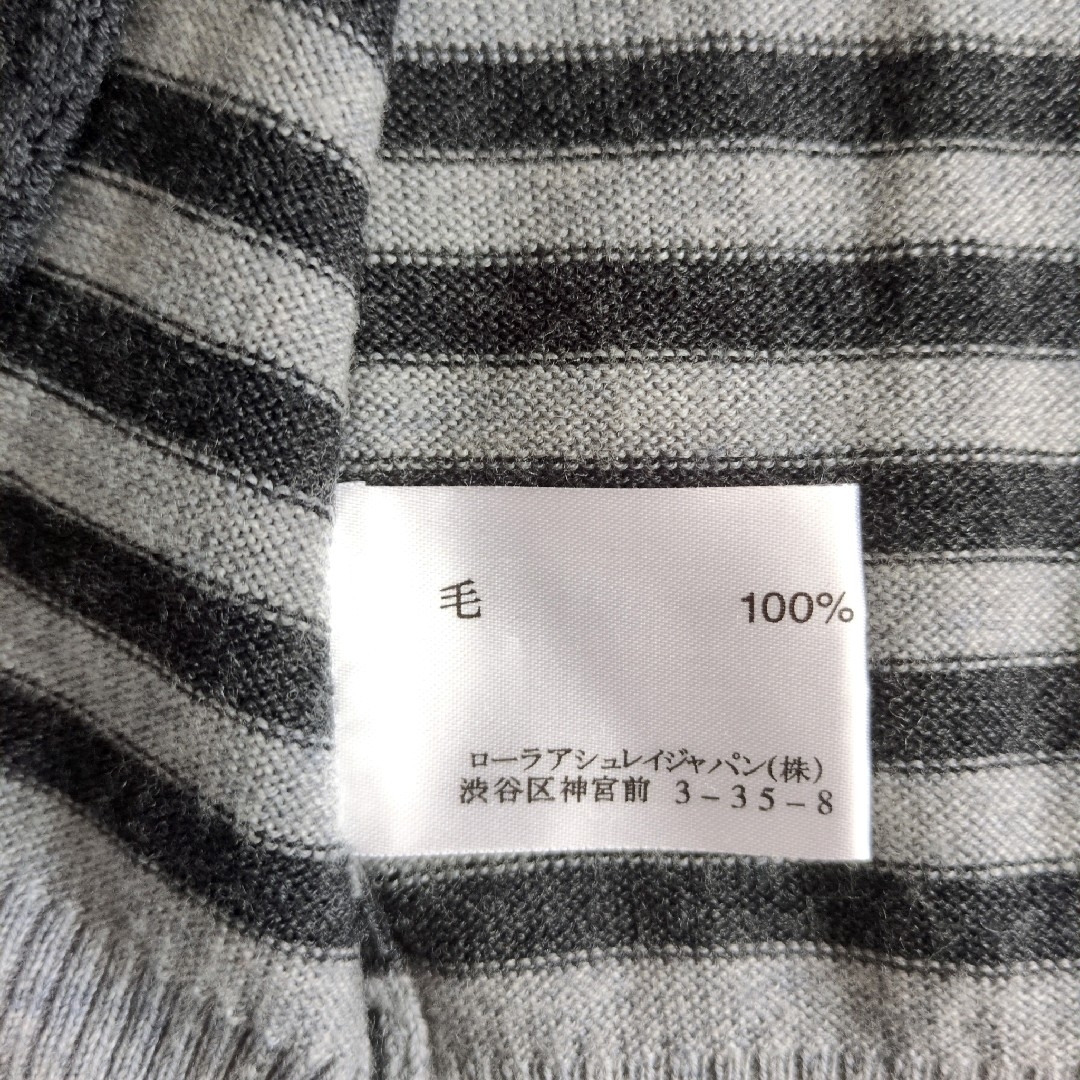 毛 100%
ローラアシュレイジャパン(株)
渋谷区神宮前 3-35-8